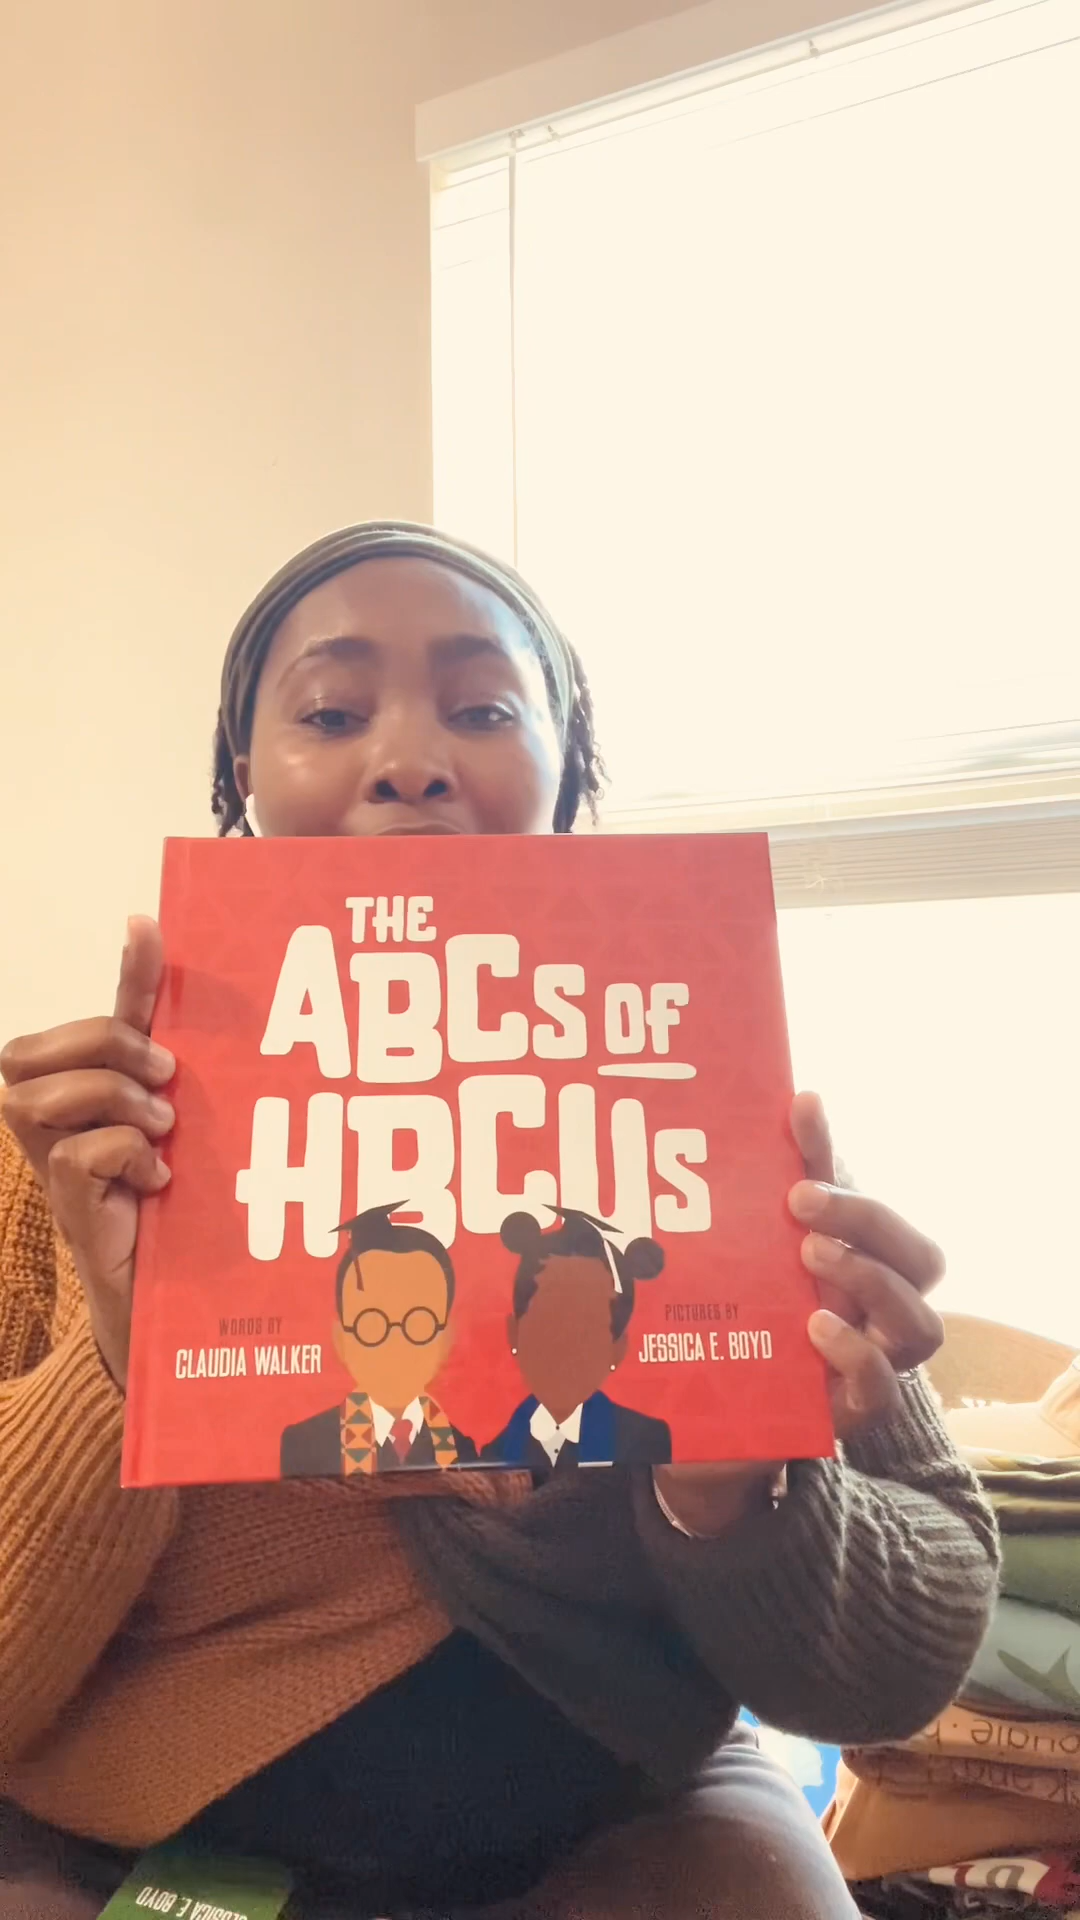 THE
ABCs OF
HBCUs
WORDS BY
CLAUDIA WALKER
PICTURES BY
JESSICA E. BOYD
JESSICA E. BOYD